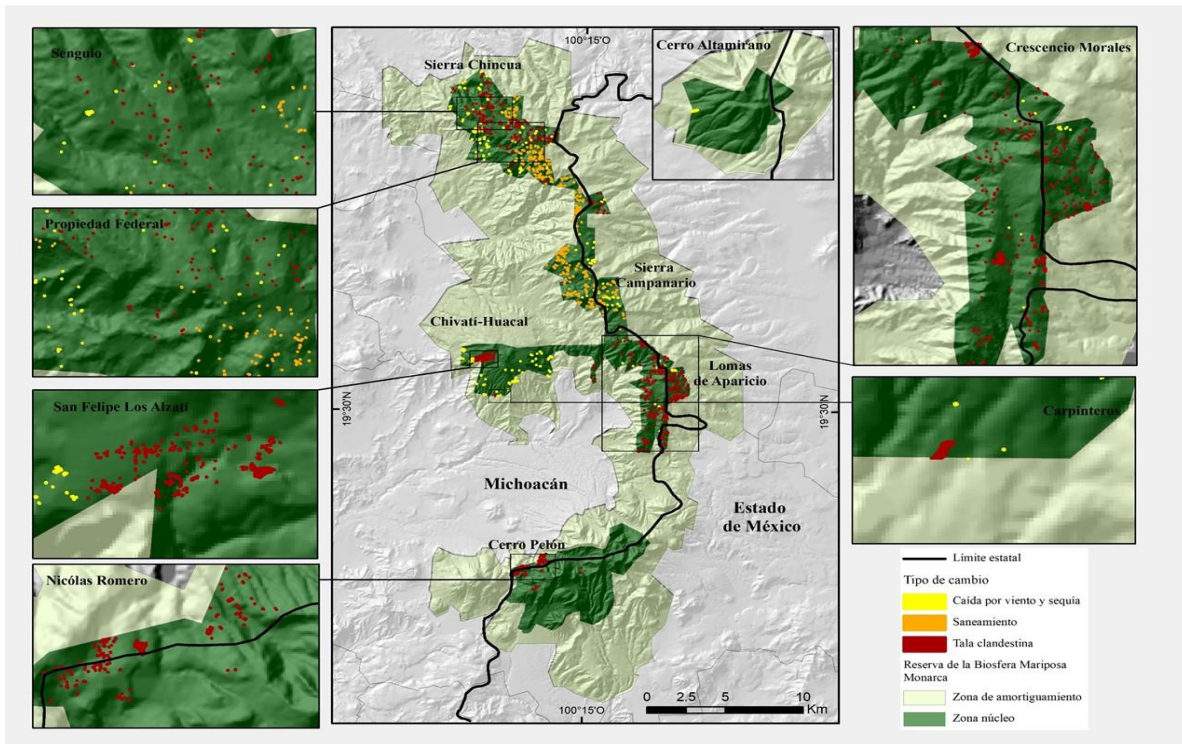 Senguio
Propiedad Federal
San Felipe Los Alzati
Nicólas Romero
100°15'O
Sierra Chincua
Cerro Altamirano
Sierra
Campanario
Chivatí-Huacal
Lomas
de Aparicio
19°30'N
19°30'N
Michoacán
Estado
de México
Cerro Pelón
0 2.5 5 10
Km
100°15'O
Crescencio Morales
Carpinteros
Límite estatal
Tipo de cambio
Caída por viento y sequía
Saneamiento
Tala clandestina
Reserva de la Biosfera Mariposa
Monarca
Zona de amortiguamiento
Zona núcleo